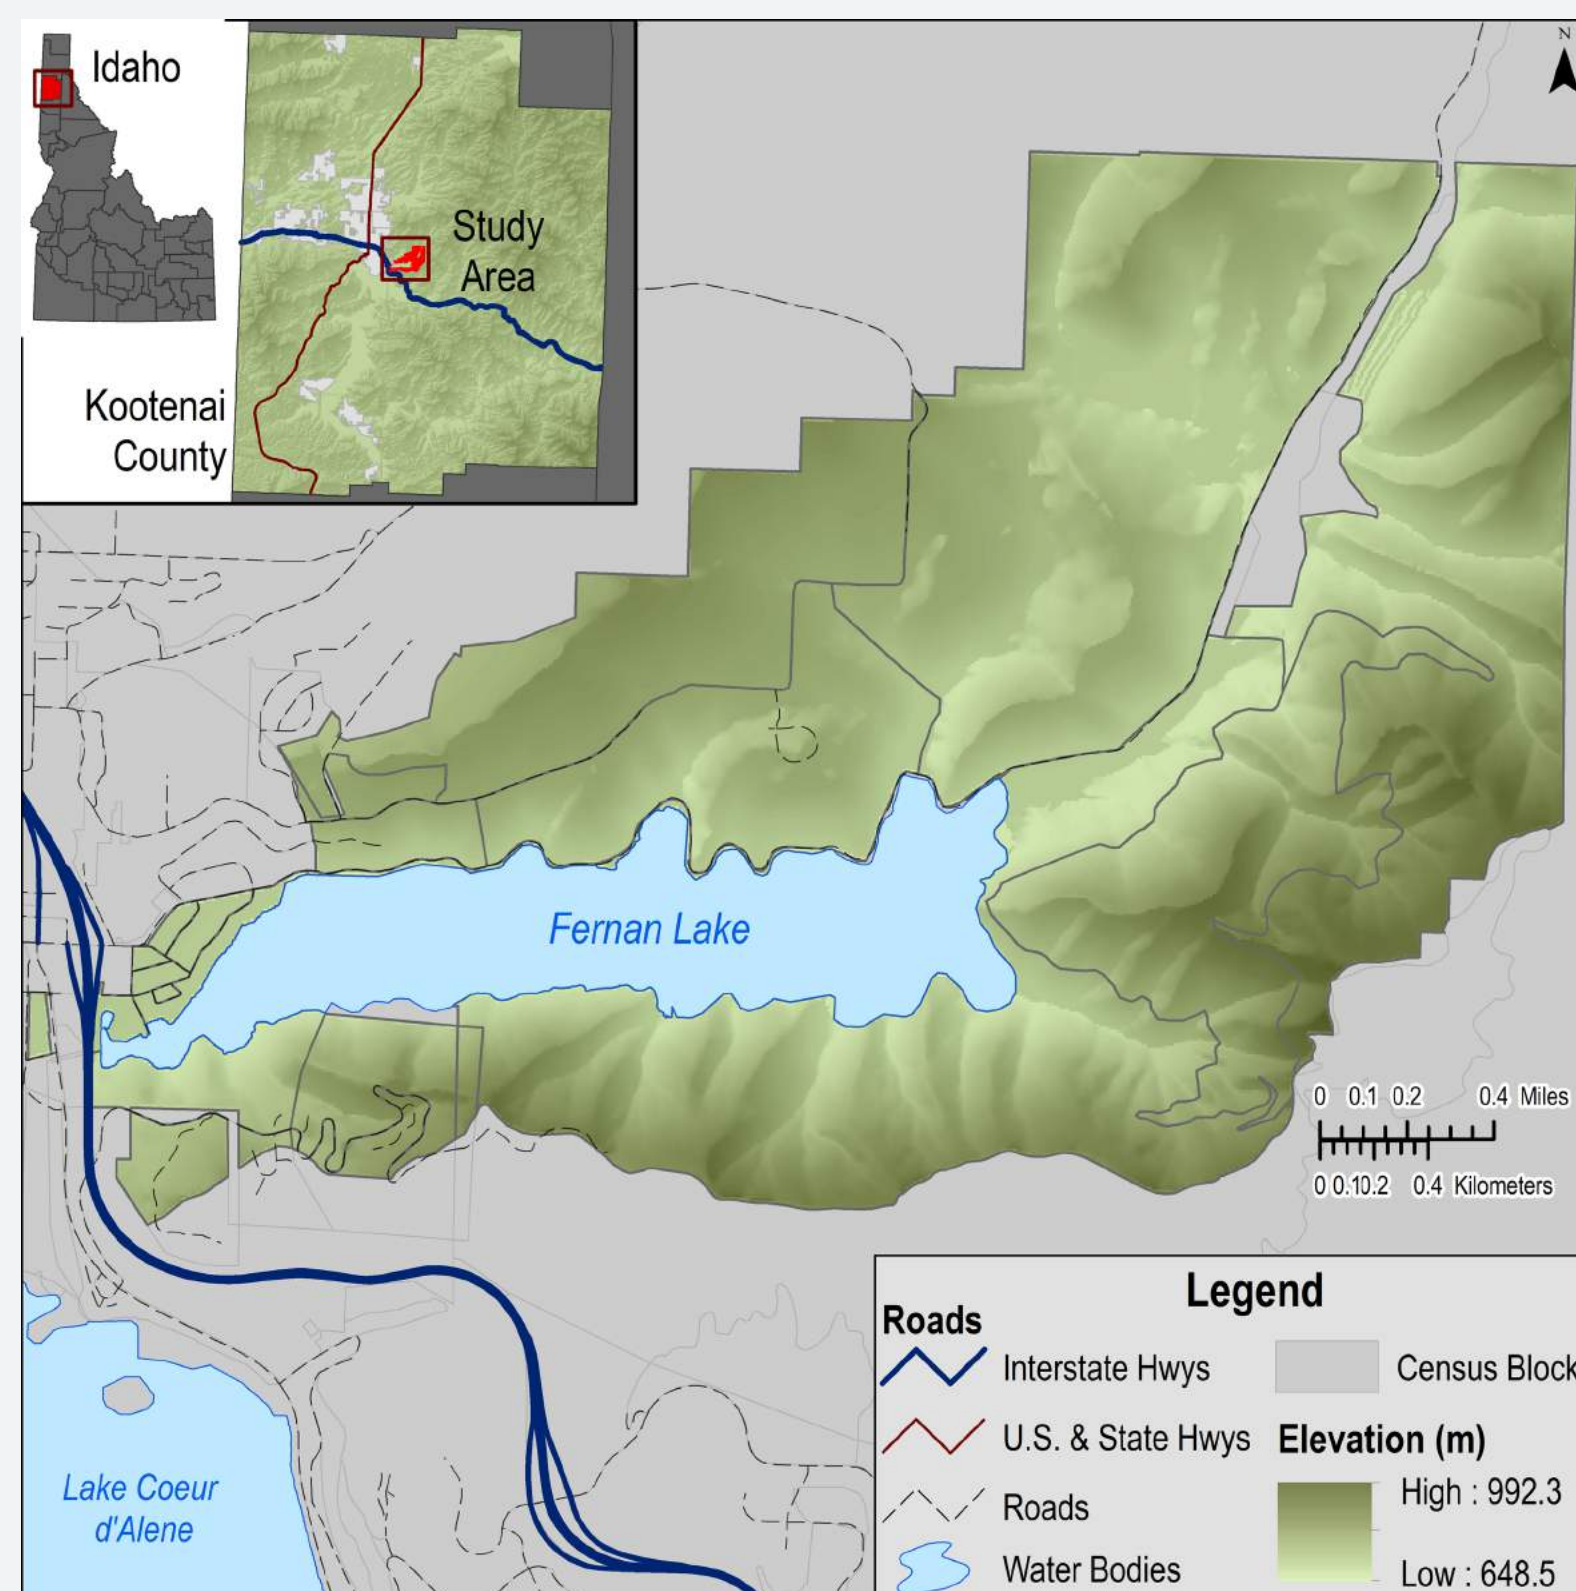 Idaho
Study
Area
Kootenai
County
N
Fernan Lake
0 0.1 0.2 0.4 Miles
0 0.1 0.2 0.4 Kilometers
Lake Coeur
d'Alene
Legend
Roads
Interstate Hwys
U.S. & State Hwys
Roads
Water Bodies
Census Block
Elevation (m)
High : 992.3
Low : 648.5